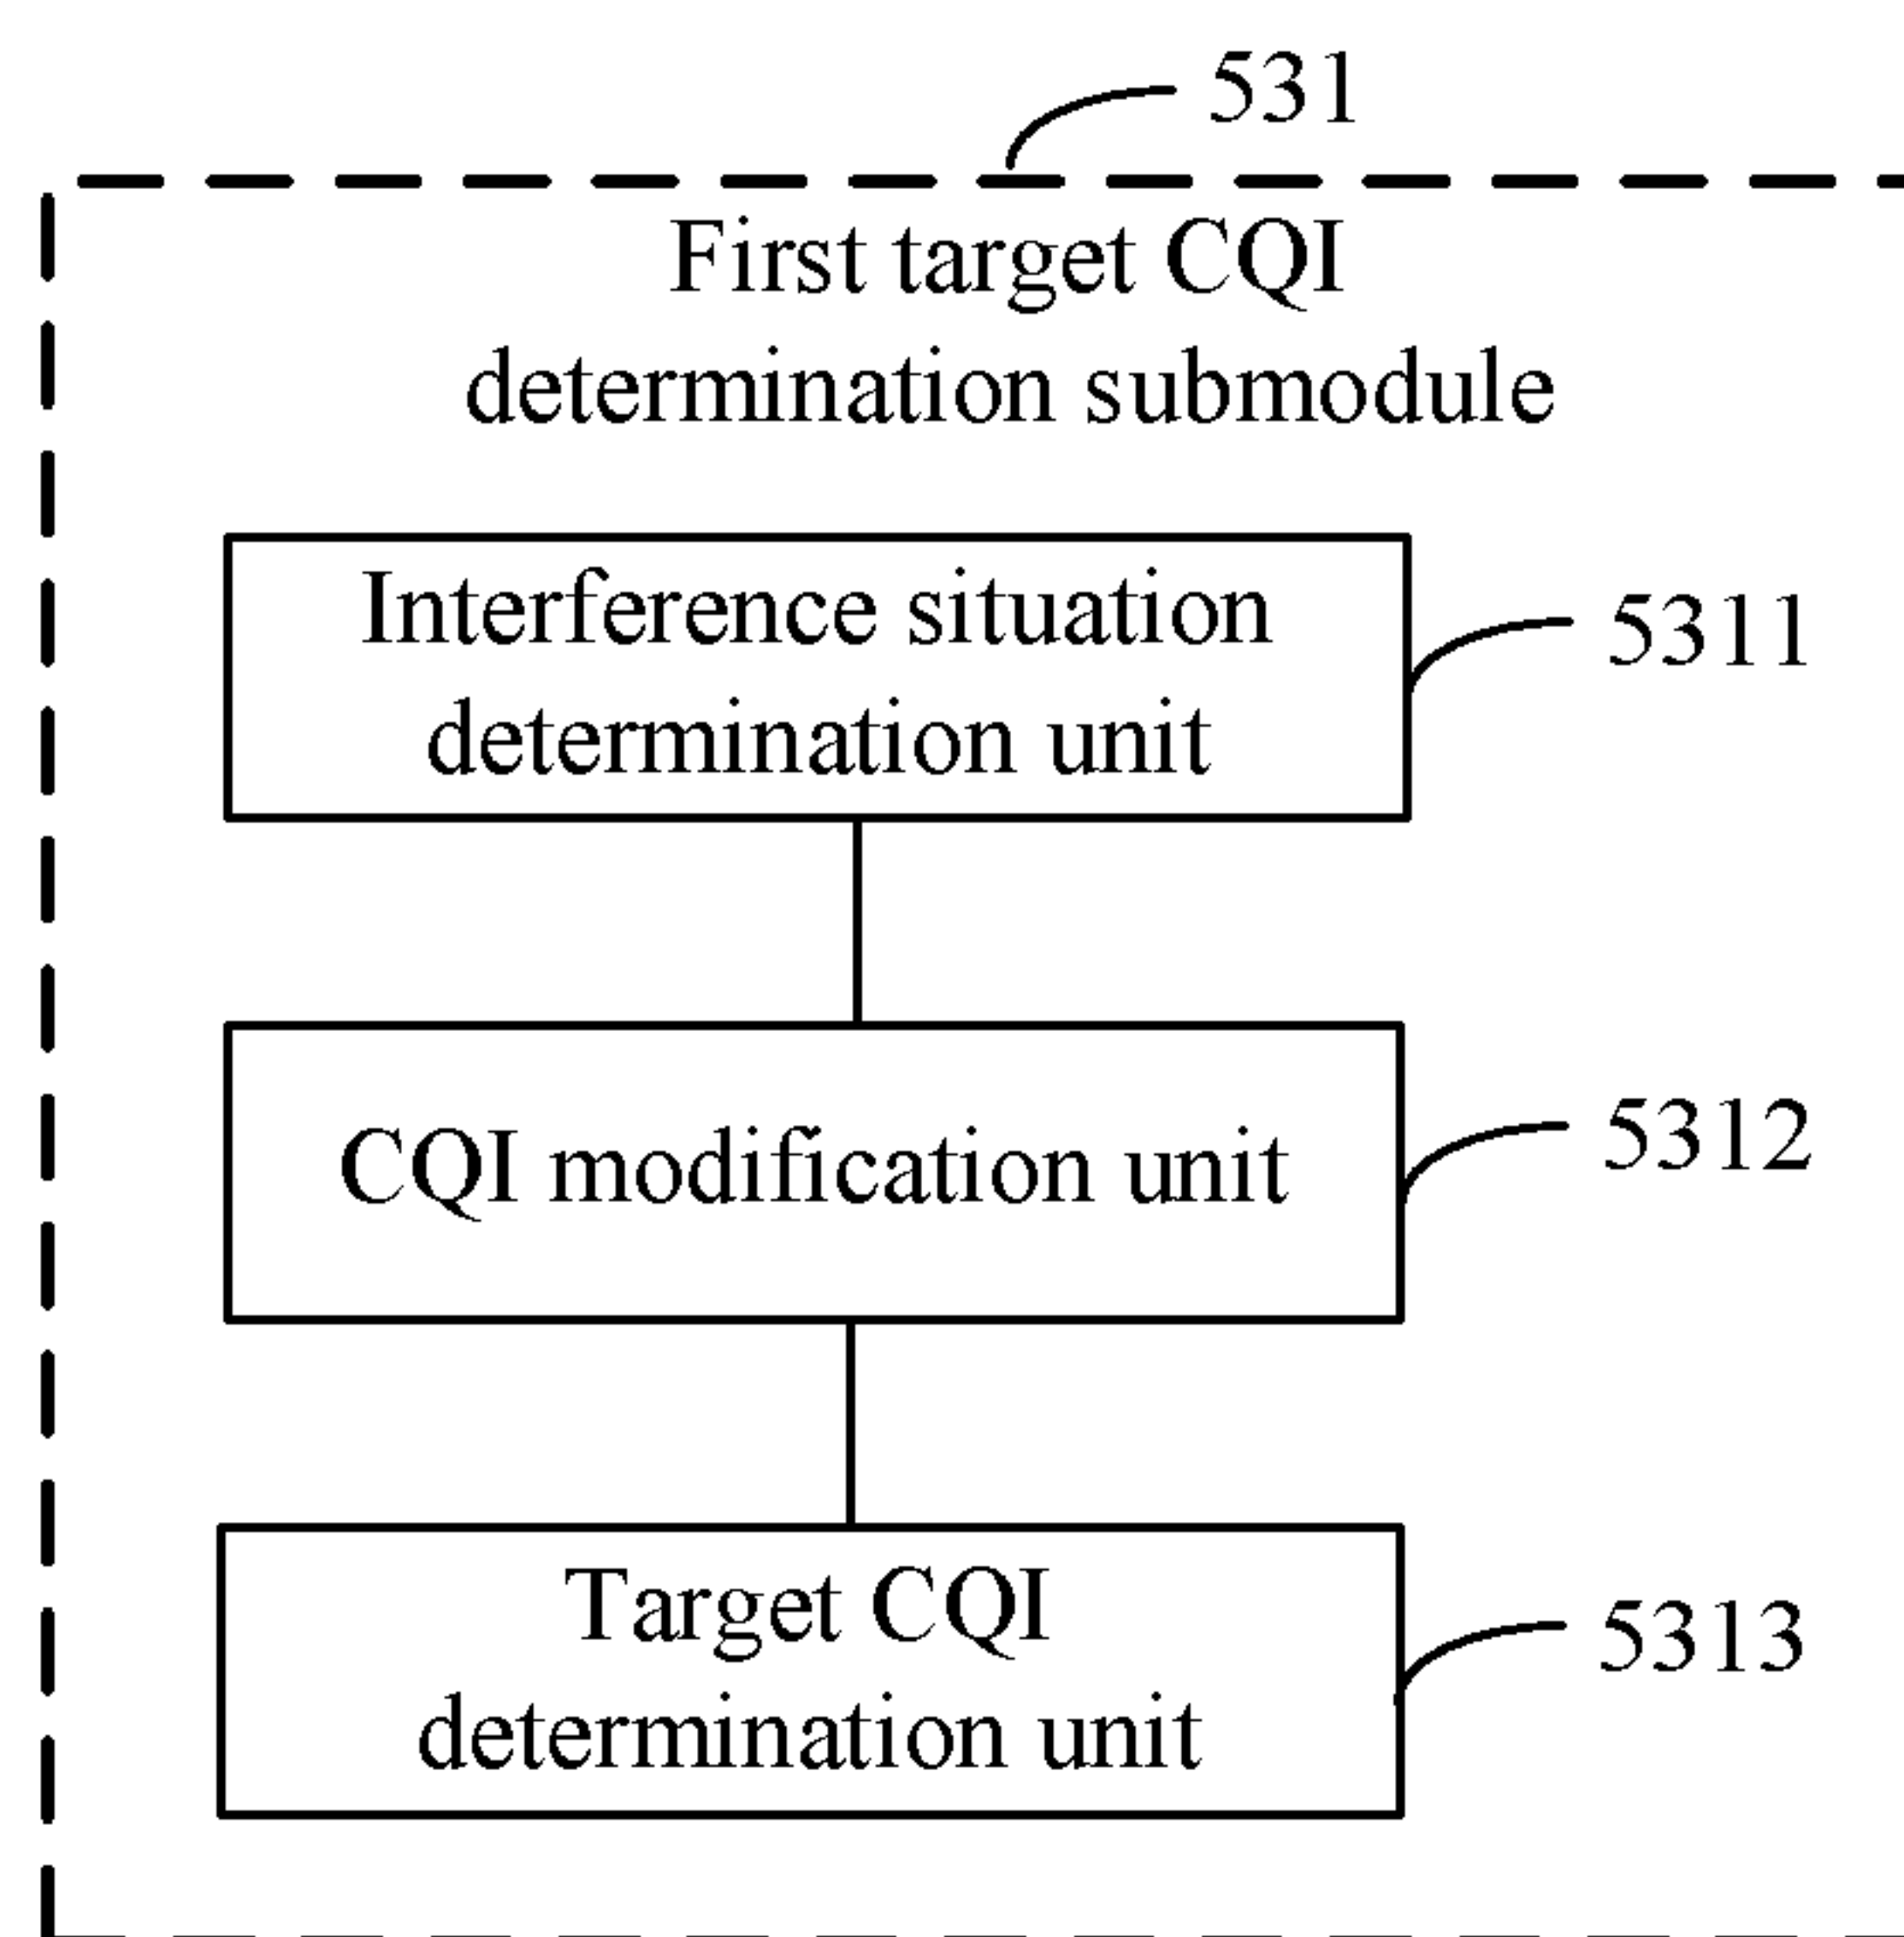 531
First target CQI
determination submodule
Interference situation
determination unit
5311
CQI modification unit
5312
Target CQI
determination unit
5313